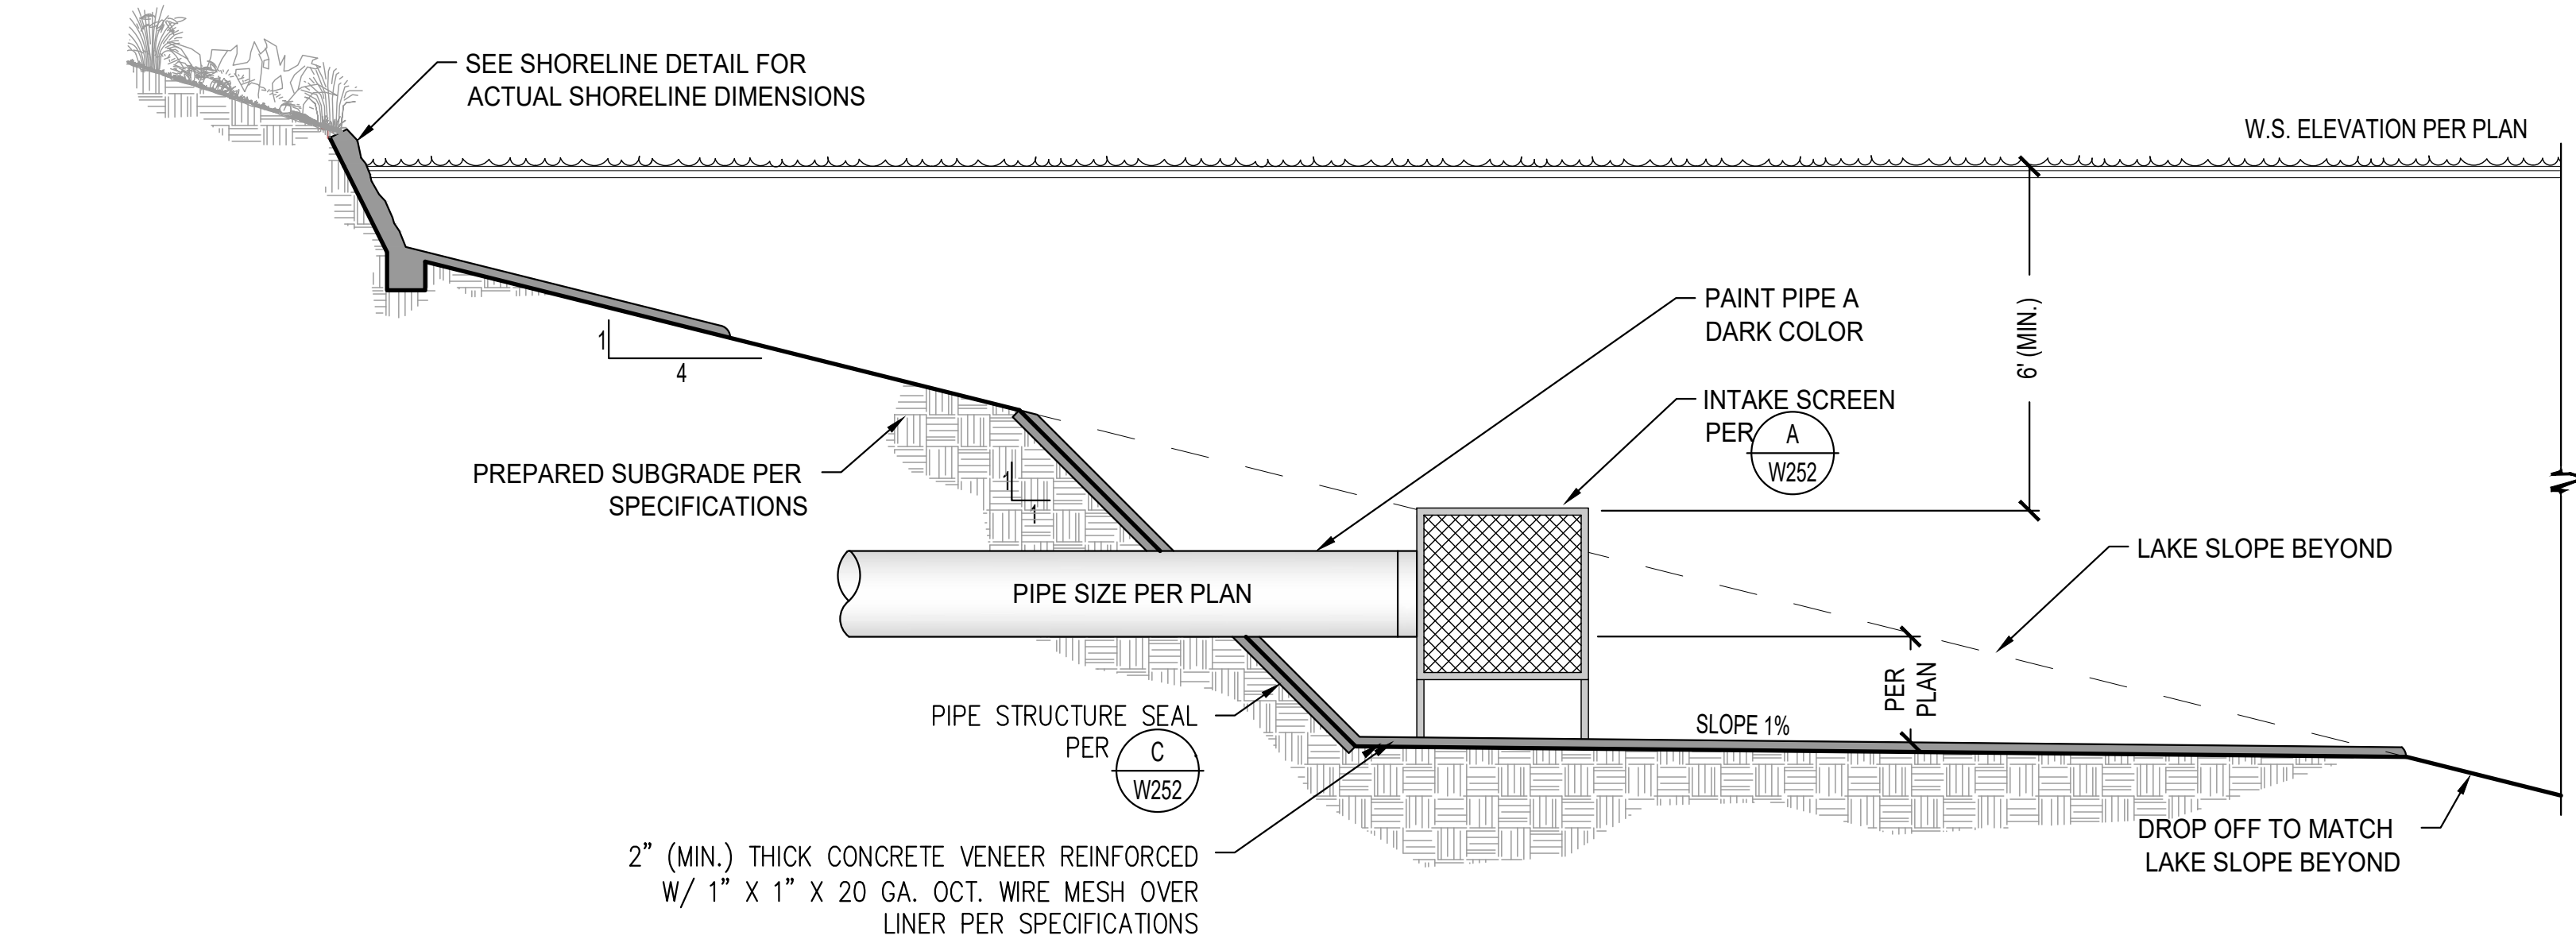 SEE SHORELINE DETAIL FOR
ACTUAL SHORELINE DIMENSIONS
W.S. ELEVATION PER PLAN
1
4
PAINT PIPE A
DARK COLOR
6' (MIN.)
INTAKE SCREEN
PER
A
W252
PREPARED SUBGRADE PER
SPECIFICATIONS
1
1
LAKE SLOPE BEYOND
PIPE SIZE PER PLAN
PER
PLAN
PIPE STRUCTURE SEAL
PER
C
W252
SLOPE 1%
2” (MIN.) THICK CONCRETE VENEER REINFORCED
W/ 1” X 1” X 20 GA. OCT. WIRE MESH OVER
LINER PER SPECIFICATIONS
DROP OFF TO MATCH
LAKE SLOPE BEYOND